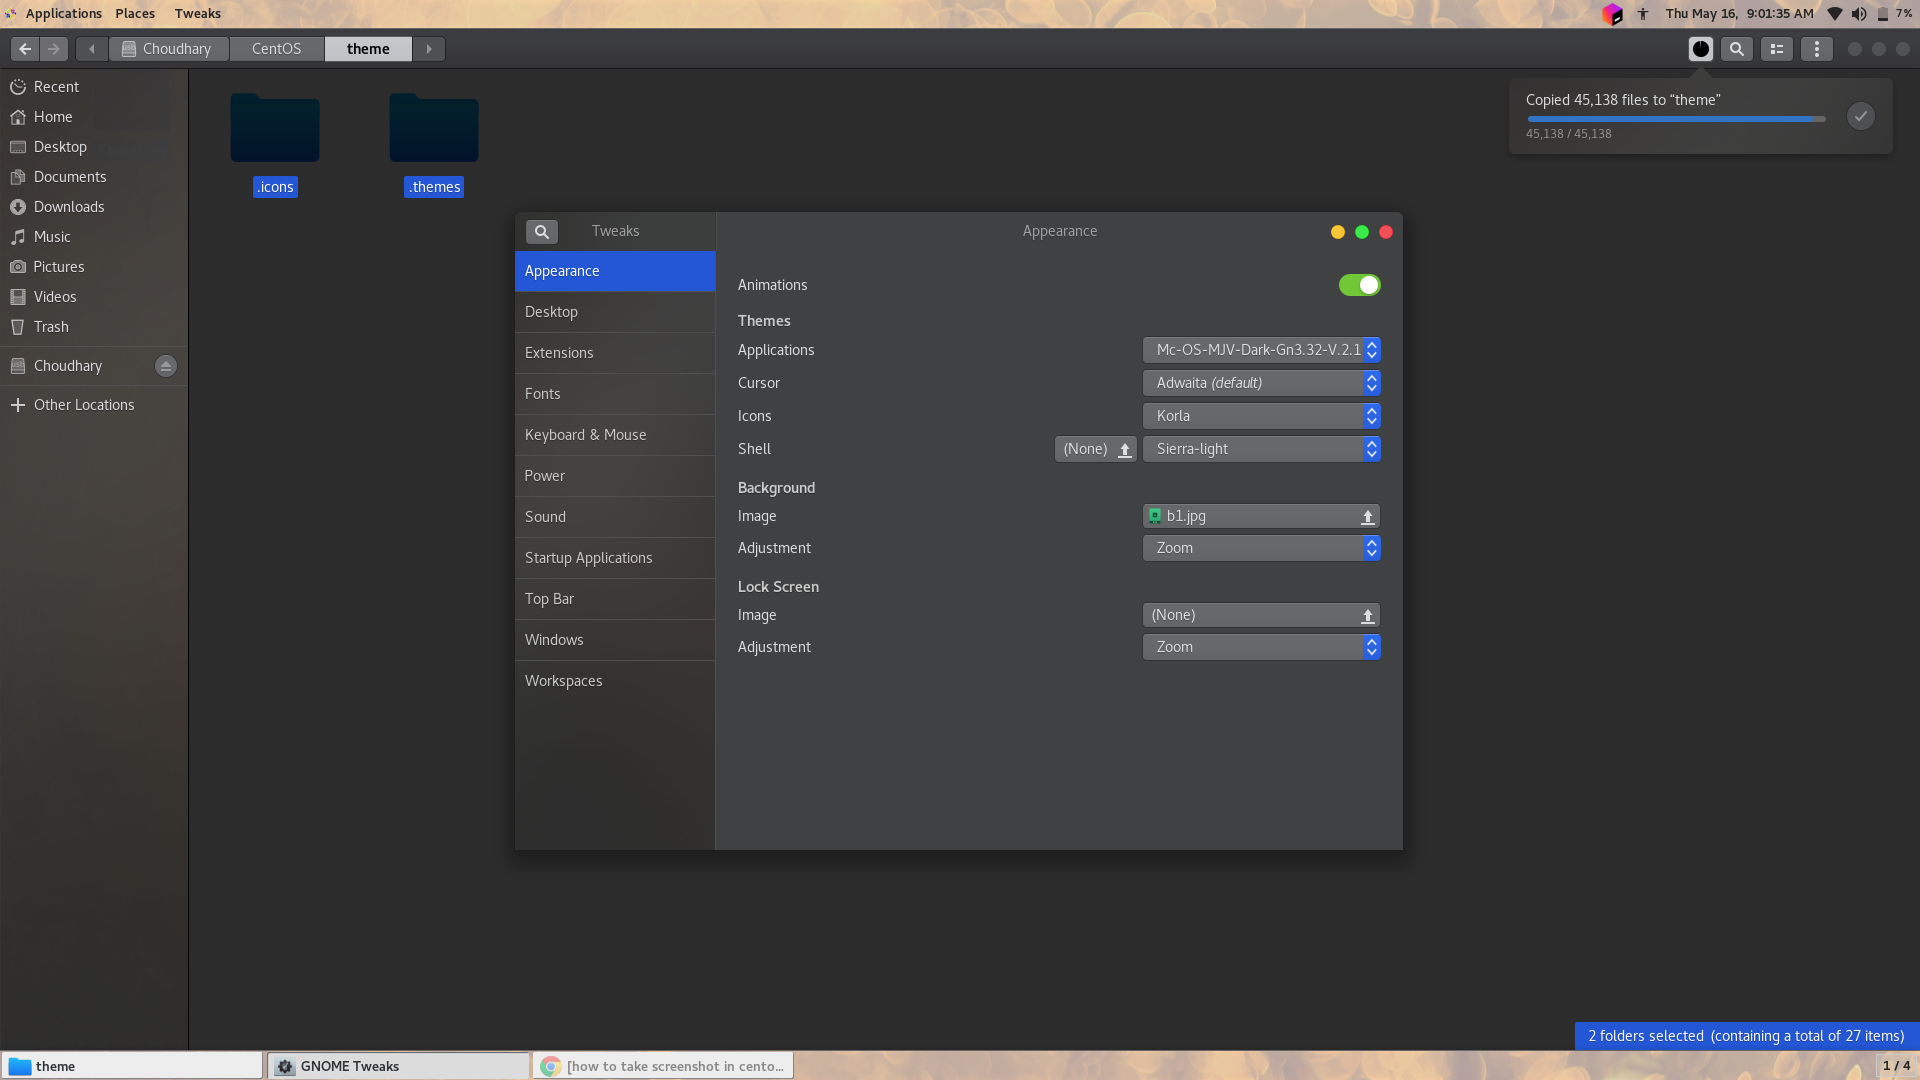 Applications Places Tweaks Thu May 16, 9:01:35 AM 7%
Choudhary CentOS theme
Recent
Home
Desktop
Documents
Downloads
Music
Pictures
Videos
Trash
Choudhary
Other Locations
.icons .themes
Copied 45,138 files to “theme”
45,138 / 45,138
Tweaks
Appearance
Desktop
Extensions
Fonts
Keyboard & Mouse
Power
Sound
Startup Applications
Top Bar
Windows
Workspaces
Appearance
Animations
Themes
Applications Mc-OS-MJV-Dark-Gn3.32-V.2.1
Cursor Adwaita (default)
Icons Korla
Shell (None) Sierra-light
Background
Image b1.jpg
Adjustment Zoom
Lock Screen
Image (None)
Adjustment Zoom
2 folders selected (containing a total of 27 items)
theme GNOME Tweaks [how to take screenshot in cento... 1 / 4